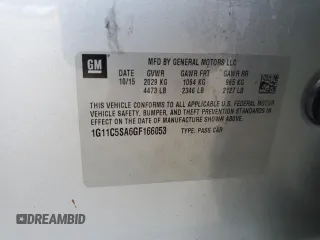 GM
MFD BY GENERAL MOTORS LLC
DATE GVWR GAWR FRT GAWR RR
10/15 2029 KG 1064 KG 965 KG
4473 LB 2346 LB 2127 LB
THIS VEHICLE CONFORMS TO ALL APPLICABLE U.S. FEDERAL MOTOR
VEHICLE SAFETY, BUMPER, AND THEFT PREVENTION STANDARDS
IN EFFECT ON THE DATE OF MANUFACTURE SHOWN ABOVE.
1G11C5SA6GF166053 TYPE: PASS CAR
DREAMBID